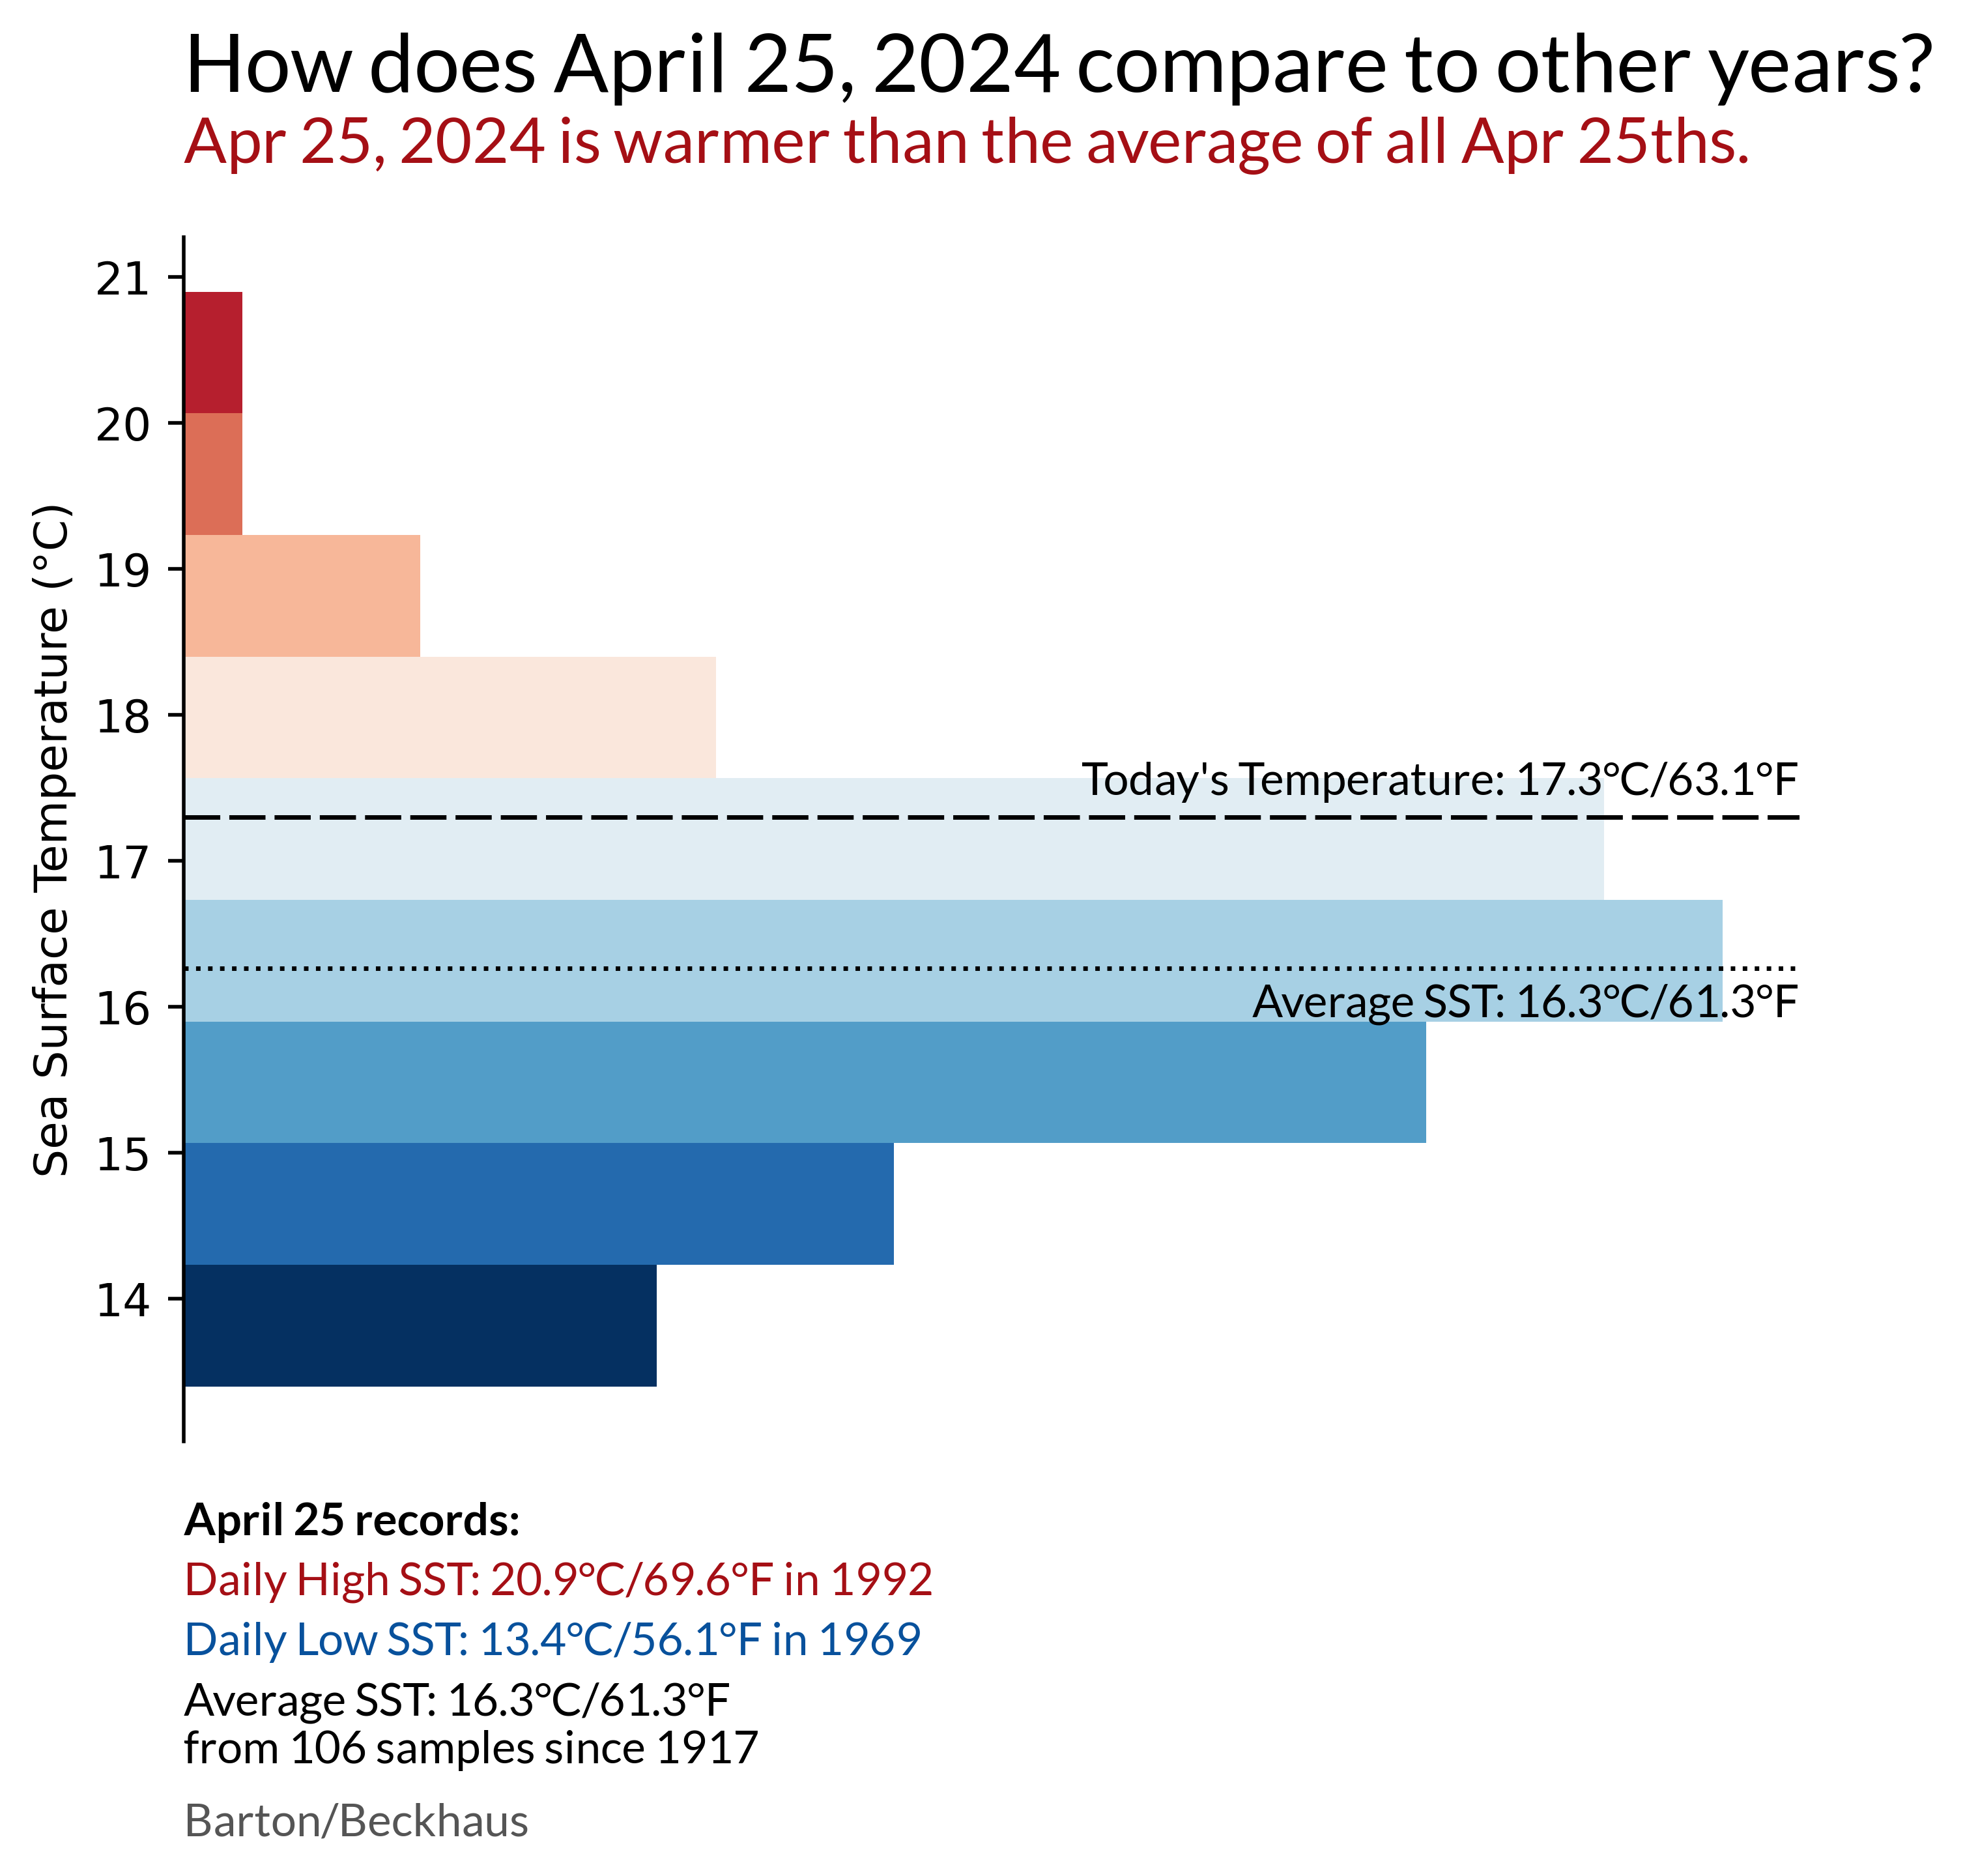 How does April 25, 2024 compare to other years?
Apr 25, 2024 is warmer than the average of all Apr 25ths.
Sea Surface Temperature (°C)
21
20
19
18
17
16
15
14
Today's Temperature: 17.3°C/63.1°F
Average SST: 16.3°C/61.3°F
April 25 records:
Daily High SST: 20.9°C/69.6°F in 1992
Daily Low SST: 13.4°C/56.1°F in 1969
Average SST: 16.3°C/61.3°F
from 106 samples since 1917
Barton/Beckhaus